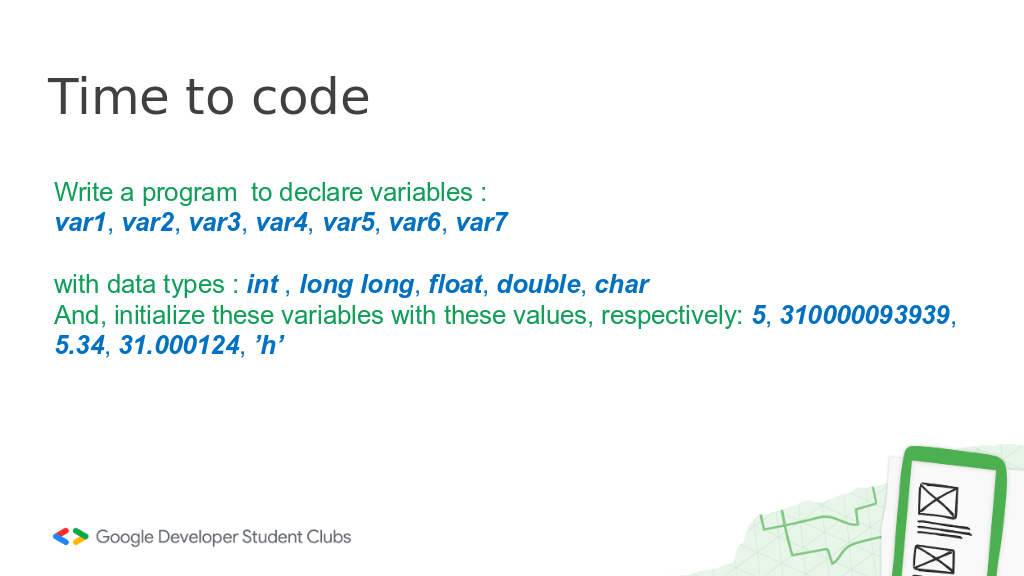 Time to code
Write a program  to declare variables :
var1, var2, var3, var4, var5, var6, var7
with data types : int , long long, float, double, char
And, initialize these variables with these values, respectively: 5, 310000093939,
5.34, 31.000124, ’h’
Google Developer Student Clubs